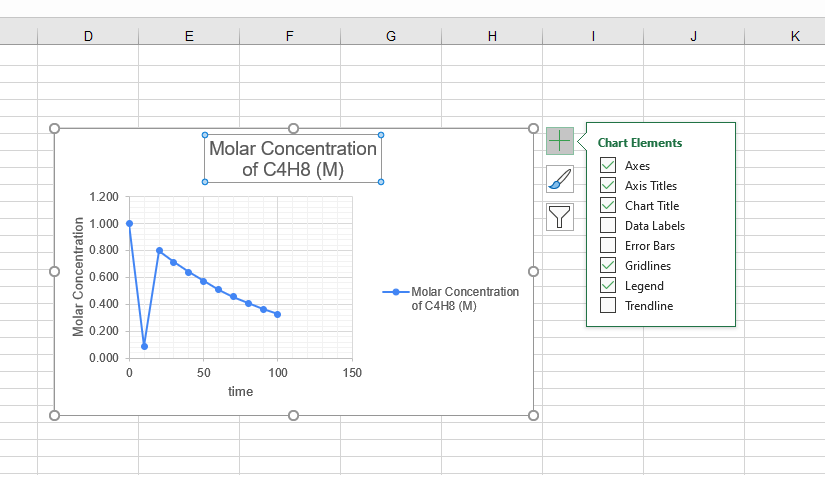 D E F G H I J K
Molar Concentration
of C4H8 (M)
1.200
1.000
0.800
0.600
0.400
0.200
0.000
Molar Concentration
0 50 100 150
time
Molar Concentration
of C4H8 (M)
Chart Elements
Axes
Axis Titles
Chart Title
Data Labels
Error Bars
Gridlines
Legend
Trendline